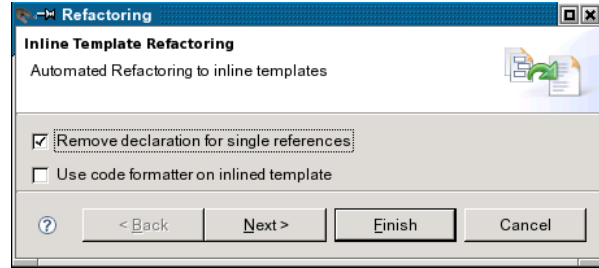 Refactoring
Inline Template Refactoring
Automated Refactoring to inline templates
Remove declaration for single references
Use code formatter on inlined template
? < Back Next > Finish Cancel